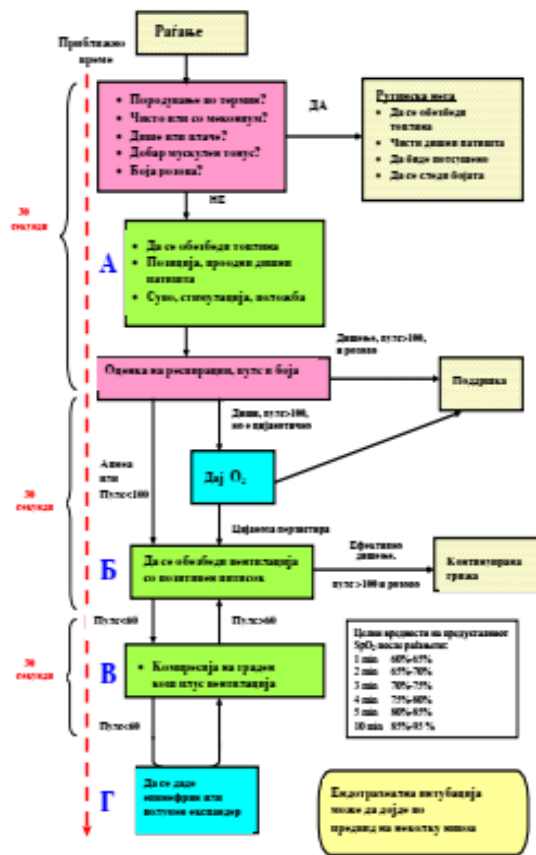 Приближно
време
Раѓање
• Породување во термин?
• Чисто или со мекониум?
• Дише или плаче?
• Добар мускулен тонус?
• Боја розова?
ДА
Рутинска нега
• Да се обезбеди
топлина
• Чисти дишни патишта
• Да биде потсушено
• Да се следи бојата
НЕ
30
секунди
А
• Да се обезбеди топлина
• Позиција, проодни дишни
патишта
• Суво, стимулација, положба
Оценка на респирации, пулс и боја
Дишење, пулс>100,
и розово
Поддршка
Дише, пулс>100,
но е цијанотично
Апнеа
или
Пулс<100
Дај O₂
30
секунди
Цијаноза перзистира
Б
Да се обезбеди вентилација
со позитивен притисок
Ефективно
дишење,
пулс>100 и розово
Континуирана
грижа
Пулс<60
Пулс>60
30
секунди
В
• Компресија на граден
кош плус вентилација
Целни вредности на предукталниот
SpO₂ после раѓањето:
1 min 60%-65%
2 min 65%-70%
3 min 70%-75%
4 min 75%-80%
5 min 80%-85%
10 min 85%-95 %
Пулс<60
Г
Да се даде
епинефрин или
волумен експандер
Ендотрахеална интубација
може да дојде во
предвид на неколку нивоа